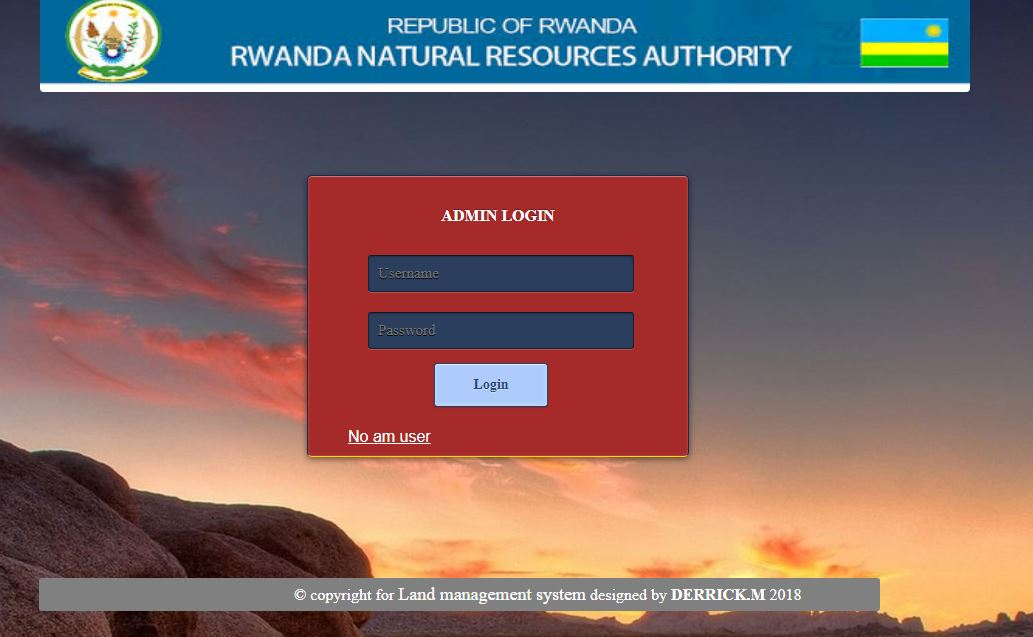 REPUBLIC OF RWANDA
RWANDA NATURAL RESOURCES AUTHORITY
ADMIN LOGIN
Username
Password
Login
No am user
© copyright for Land management system designed by DERRICK.M 2018